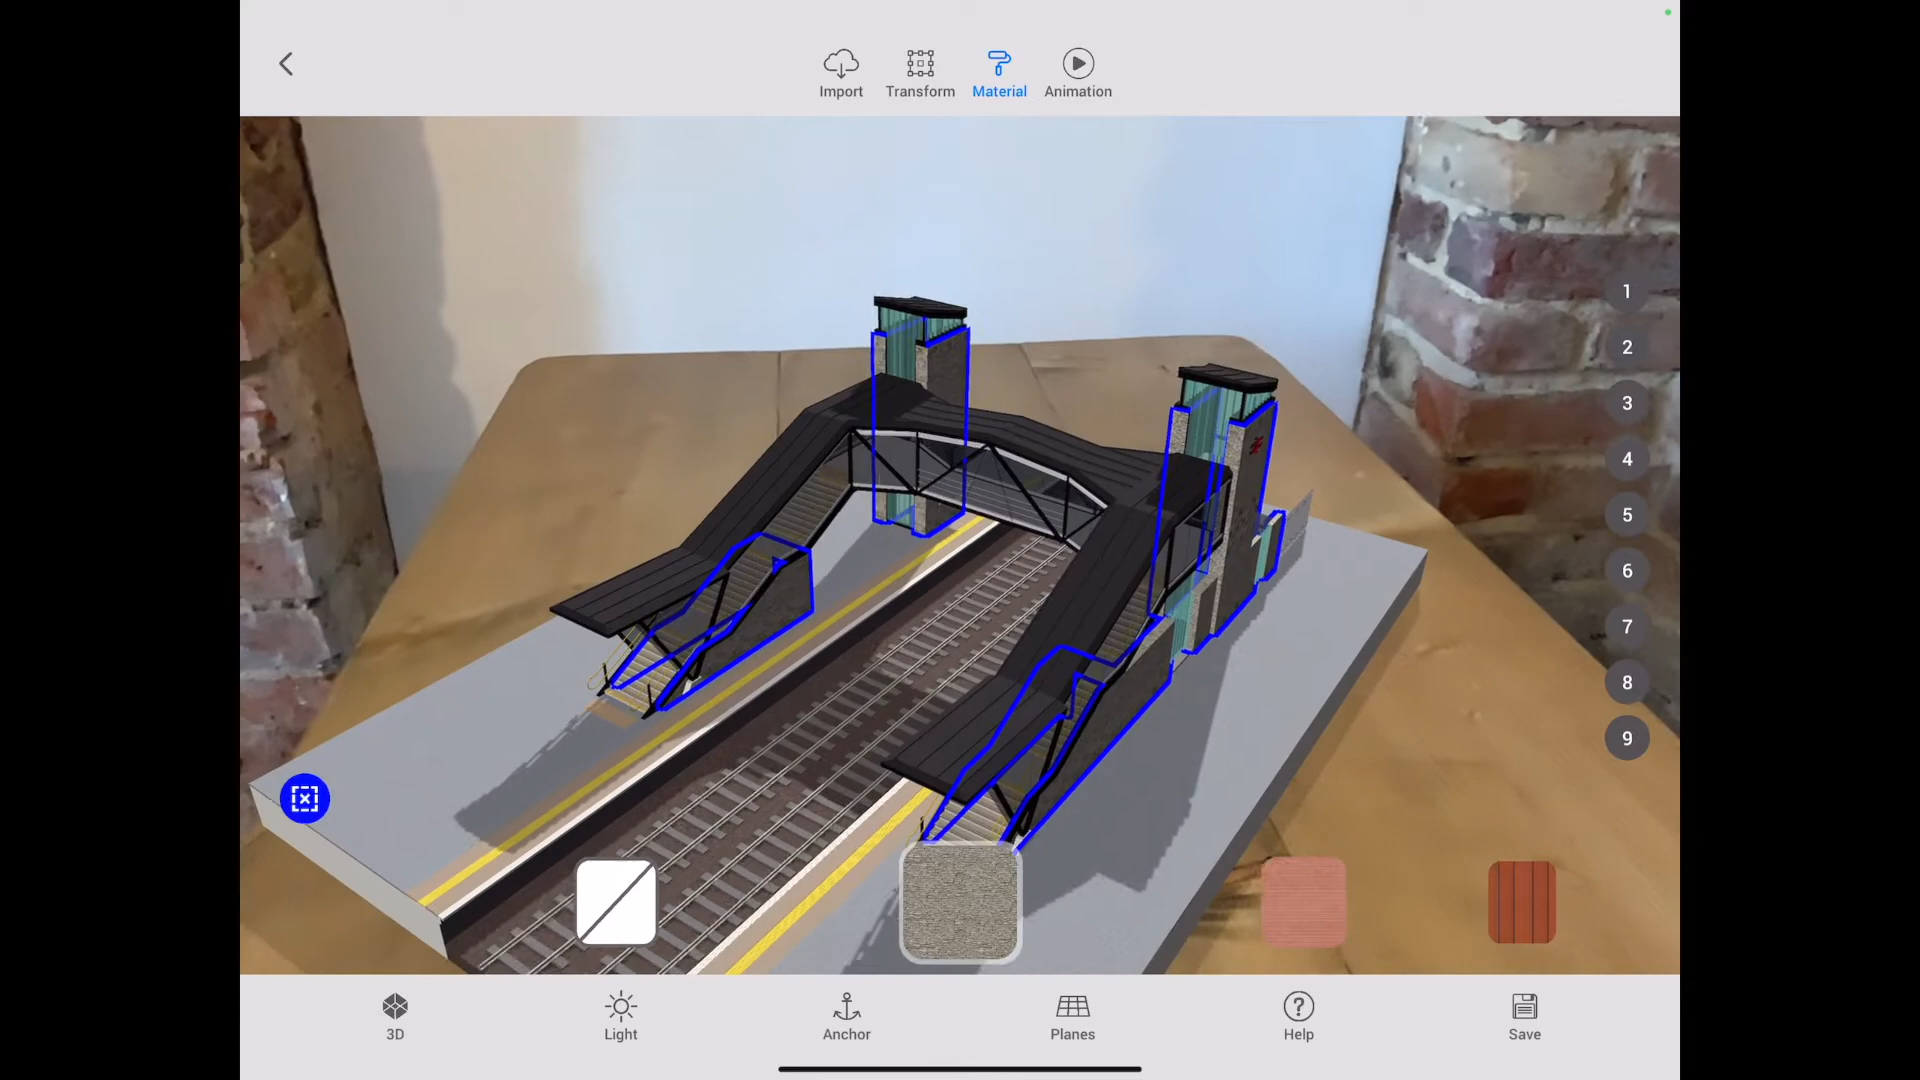 Import
Transform
Material
Animation
1
2
3
4
5
6
7
8
9
3D
Light
Anchor
Planes
Help
Save